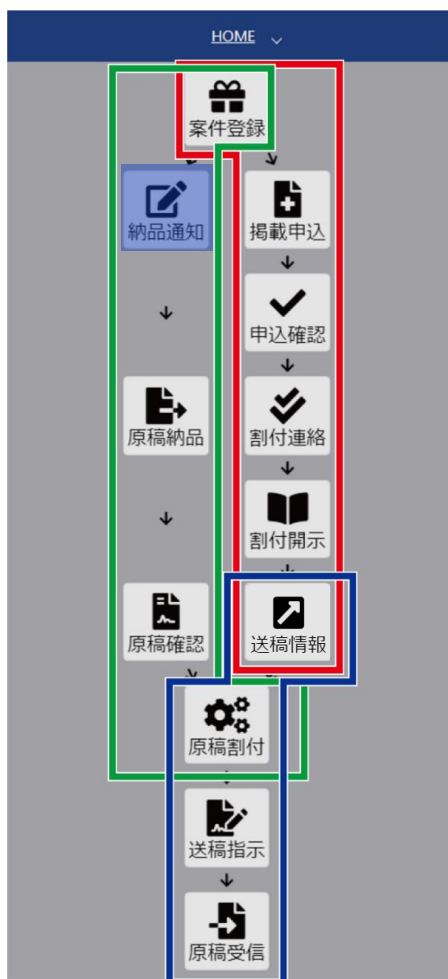 HOME
案件登録
納品通知
掲載申込
申込確認
原稿納品
割付連絡
割付開示
原稿確認
送稿情報
原稿割付
送稿指示
原稿受信